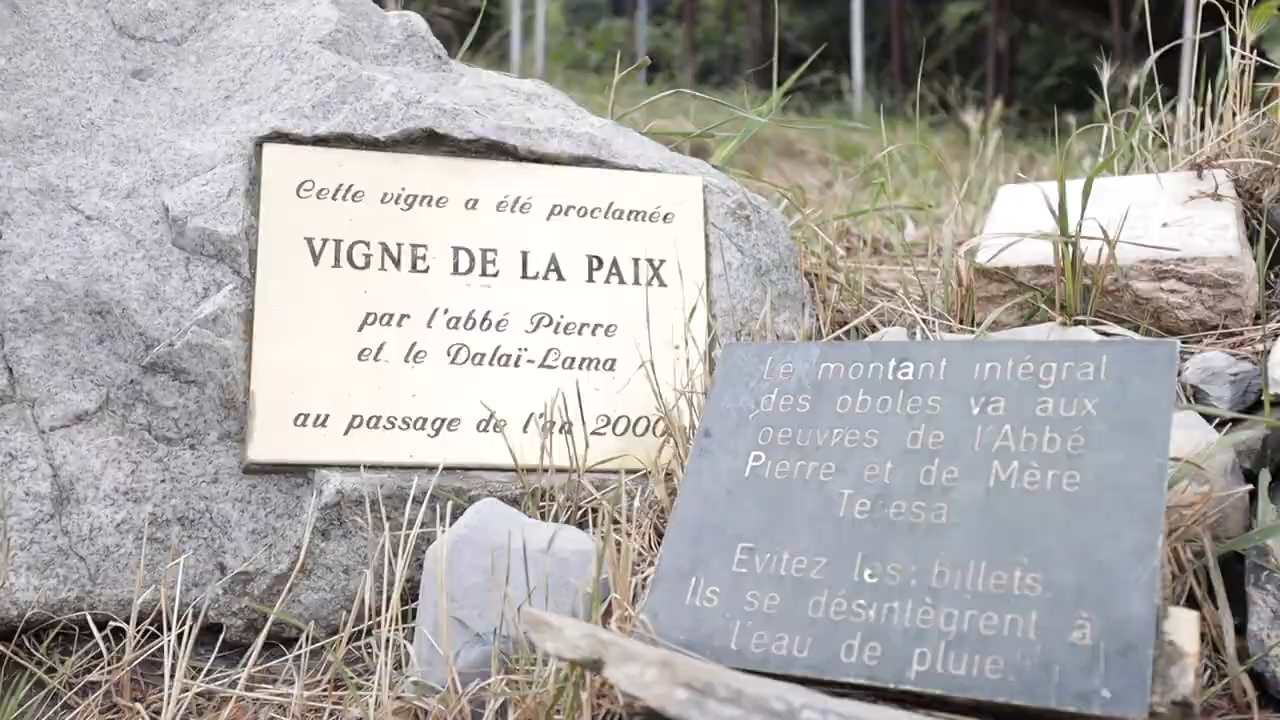 Cette vigne a été proclamée
VIGNE DE LA PAIX
par l'abbé Pierre
et le Dalaï-Lama
au passage de l'an 2000
Le montant intégral
des oboles va aux
oeuvres de l'Abbé
Pierre et de Mère
Teresa
Evitez les billets.
Ils se désintègrent à
l'eau de pluie.